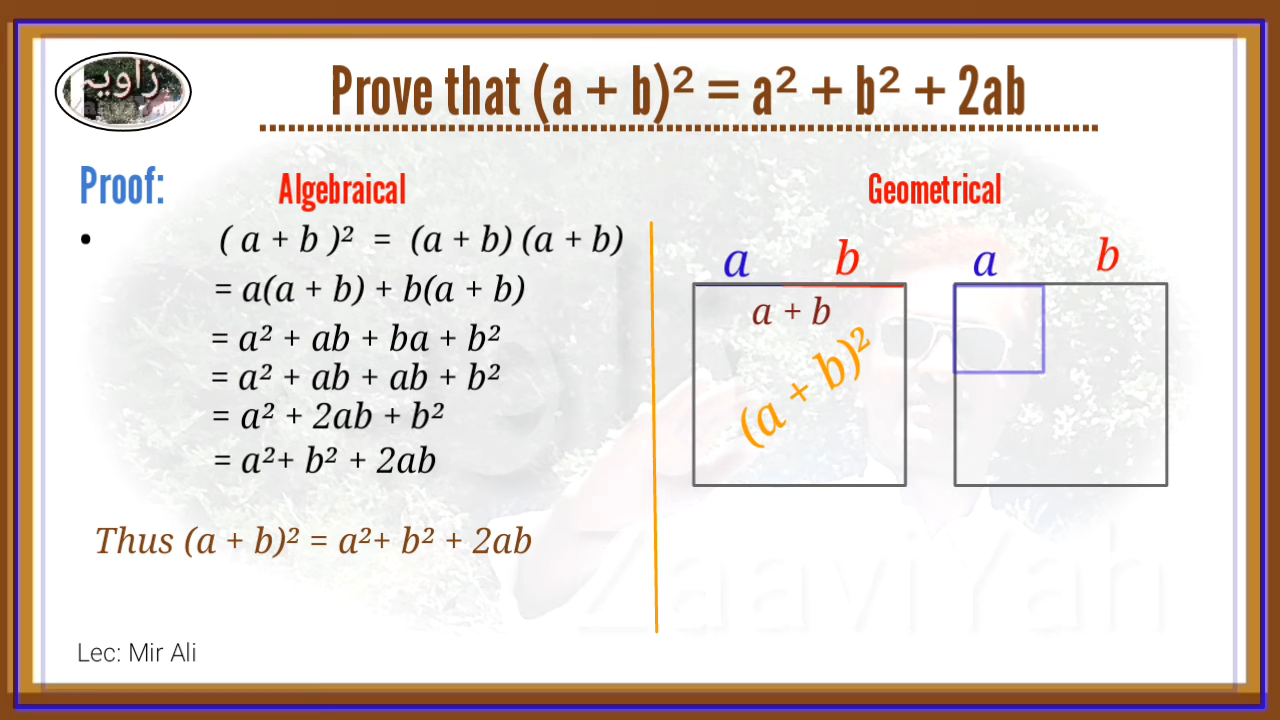 زاویہ
Prove that (a + b)² = a² + b² + 2ab
Proof:
Algebraical
Geometrical
• ( a + b )² = (a + b) (a + b)
= a(a + b) + b(a + b)
= a² + ab + ba + b²
= a² + ab + ab + b²
= a² + 2ab + b²
= a²+ b² + 2ab
Thus (a + b)² = a²+ b² + 2ab
a b
a + b
(a + b)²
a b
Zaaviyah
Lec: Mir Ali